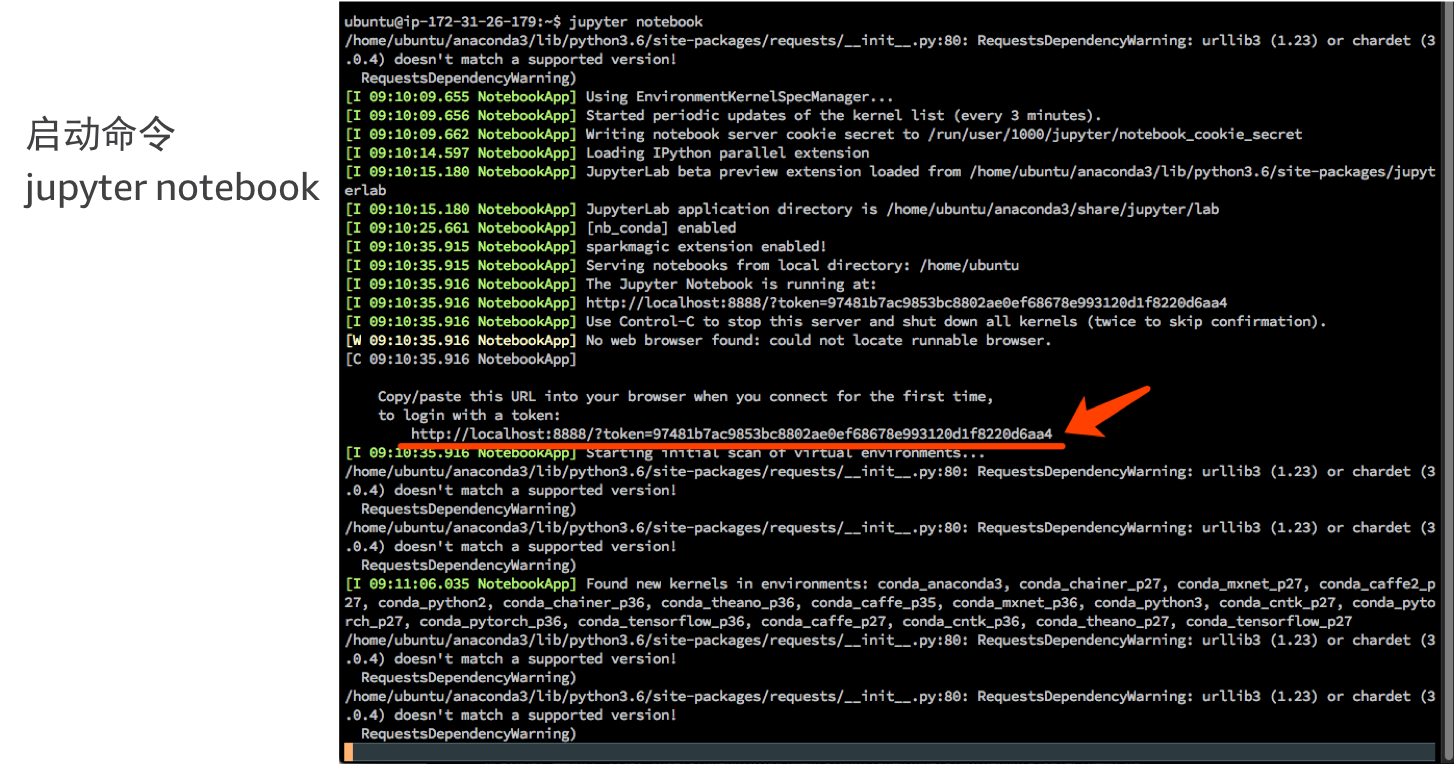 启动命令
jupyter notebook
ubuntu@ip-172-31-26-179:~$ jupyter notebook
/home/ubuntu/anaconda3/lib/python3.6/site-packages/requests/__init__.py:80: RequestsDependencyWarning: urllib3 (1.23) or chardet (3
.0.4) doesn't match a supported version!
  RequestsDependencyWarning)
[I 09:10:09.655 NotebookApp] Using EnvironmentKernelSpecManager...
[I 09:10:09.656 NotebookApp] Started periodic updates of the kernel list (every 3 minutes).
[I 09:10:09.662 NotebookApp] Writing notebook server cookie secret to /run/user/1000/jupyter/notebook_cookie_secret
[I 09:10:14.597 NotebookApp] Loading IPython parallel extension
[I 09:10:15.180 NotebookApp] JupyterLab beta preview extension loaded from /home/ubuntu/anaconda3/lib/python3.6/site-packages/jupyt
erlab
[I 09:10:15.180 NotebookApp] JupyterLab application directory is /home/ubuntu/anaconda3/share/jupyter/lab
[I 09:10:25.661 NotebookApp] [nb_conda] enabled
[I 09:10:35.915 NotebookApp] sparkmagic extension enabled!
[I 09:10:35.915 NotebookApp] Serving notebooks from local directory: /home/ubuntu
[I 09:10:35.916 NotebookApp] The Jupyter Notebook is running at:
[I 09:10:35.916 NotebookApp] http://localhost:8888/?token=97481b7ac9853bc8802ae0ef68678e993120d1f8220d6aa4
[I 09:10:35.916 NotebookApp] Use Control-C to stop this server and shut down all kernels (twice to skip confirmation).
[W 09:10:35.916 NotebookApp] No web browser found: could not locate runnable browser.
[C 09:10:35.916 NotebookApp]
    Copy/paste this URL into your browser when you connect for the first time,
    to login with a token:
        http://localhost:8888/?token=97481b7ac9853bc8802ae0ef68678e993120d1f8220d6aa4
[I 09:10:35.916 NotebookApp] Starting initial scan of virtual environments...
/home/ubuntu/anaconda3/lib/python3.6/site-packages/requests/__init__.py:80: RequestsDependencyWarning: urllib3 (1.23) or chardet (3
.0.4) doesn't match a supported version!
  RequestsDependencyWarning)
/home/ubuntu/anaconda3/lib/python3.6/site-packages/requests/__init__.py:80: RequestsDependencyWarning: urllib3 (1.23) or chardet (3
.0.4) doesn't match a supported version!
  RequestsDependencyWarning)
[I 09:11:06.035 NotebookApp] Found new kernels in environments: conda_anaconda3, conda_chainer_p27, conda_mxnet_p27, conda_caffe2_p
27, conda_python2, conda_chainer_p36, conda_theano_p36, conda_caffe_p35, conda_mxnet_p36, conda_python3, conda_cntk_p27, conda_pyto
rch_p27, conda_pytorch_p36, conda_tensorflow_p36, conda_caffe_p27, conda_cntk_p36, conda_theano_p27, conda_tensorflow_p27
/home/ubuntu/anaconda3/lib/python3.6/site-packages/requests/__init__.py:80: RequestsDependencyWarning: urllib3 (1.23) or chardet (3
.0.4) doesn't match a supported version!
  RequestsDependencyWarning)
/home/ubuntu/anaconda3/lib/python3.6/site-packages/requests/__init__.py:80: RequestsDependencyWarning: urllib3 (1.23) or chardet (3
.0.4) doesn't match a supported version!
  RequestsDependencyWarning)